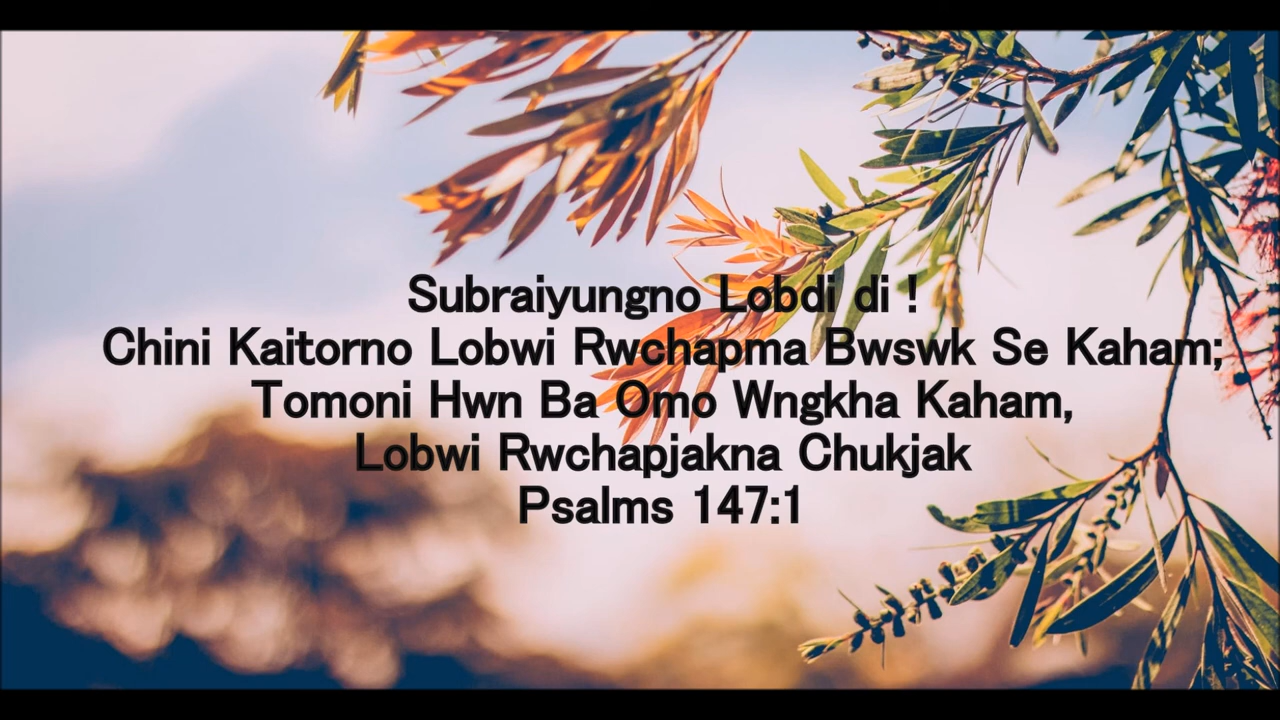 Subraiyungno Lobdi di !
Chini Kaitorno Lobwi Rwchapma Bwswk Se Kaham;
Tomoni Hwn Ba Omo Wngkha Kaham,
Lobwi Rwchapjakna Chukjak
Psalms 147:1